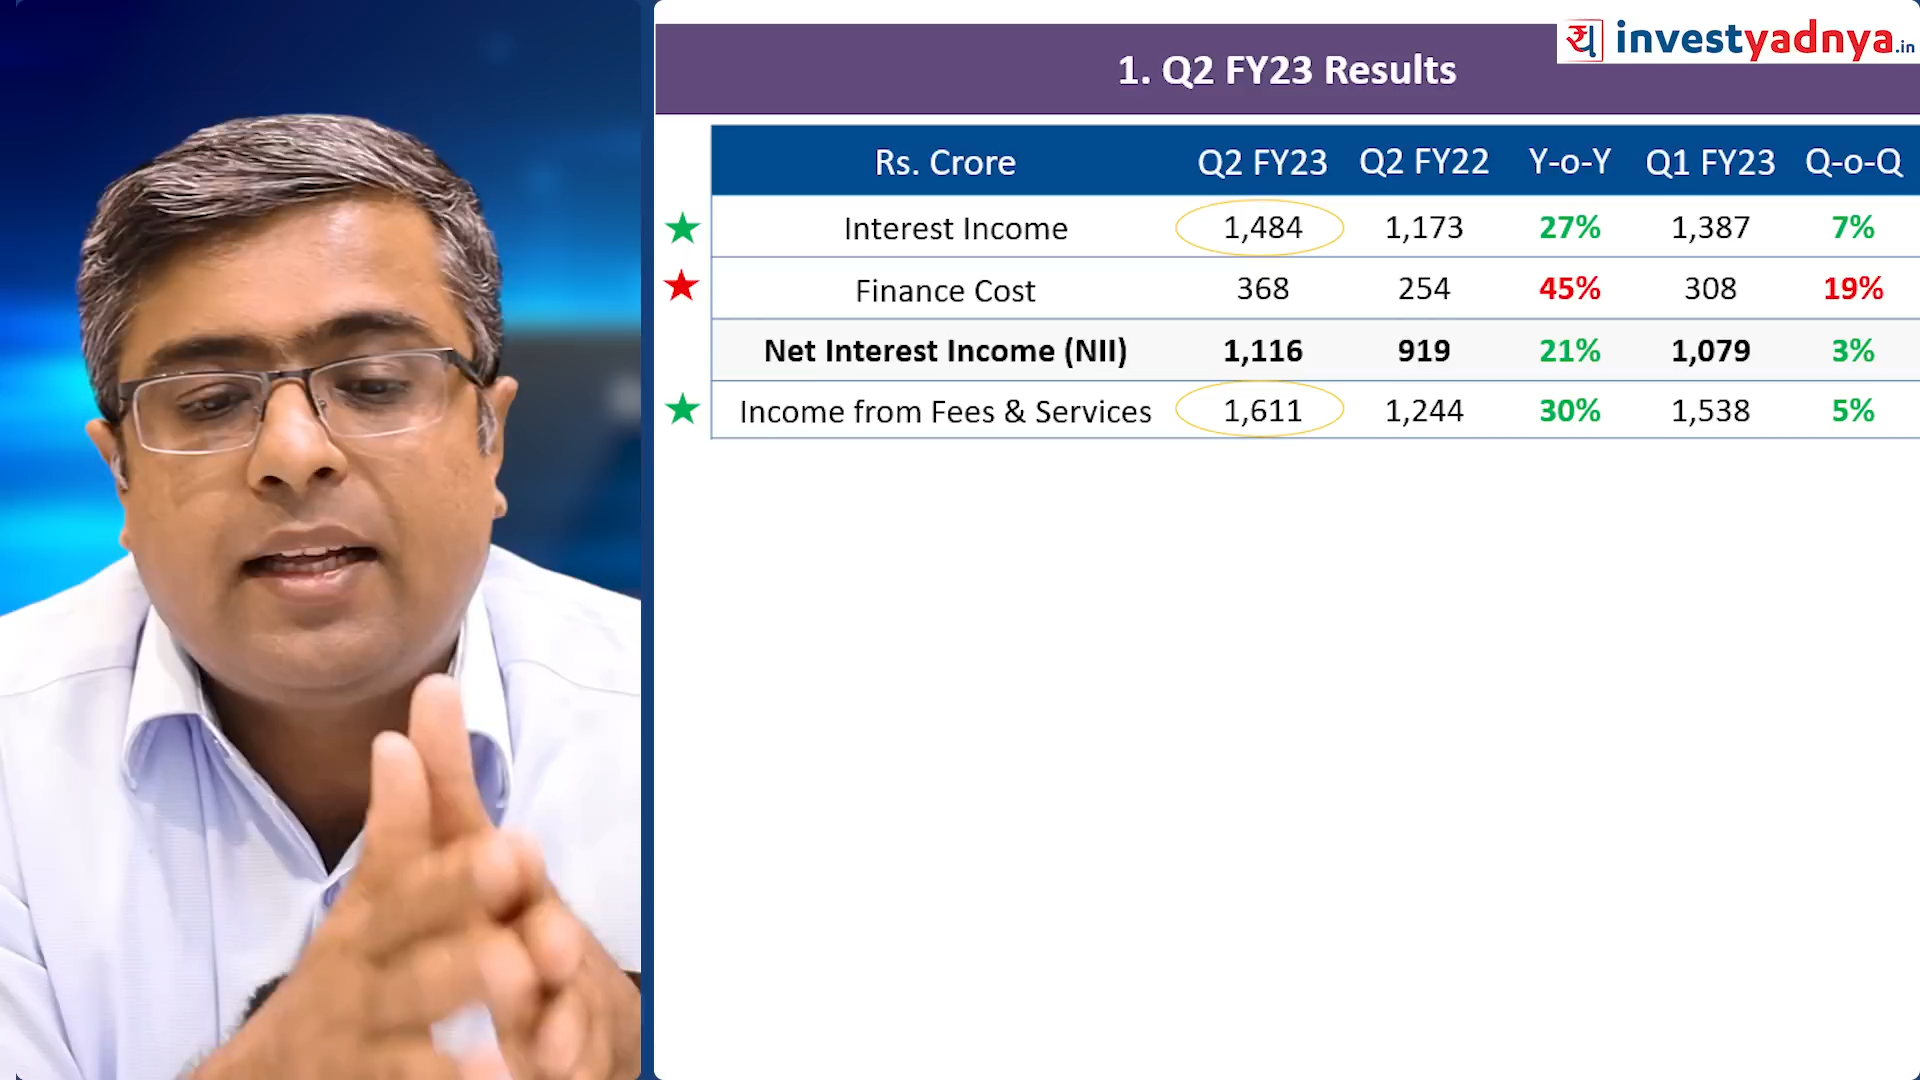 य investyadnya.in
1. Q2 FY23 Results
Rs. Crore Q2 FY23 Q2 FY22 Y-o-Y Q1 FY23 Q-o-Q
Interest Income 1,484 1,173 27% 1,387 7%
Finance Cost 368 254 45% 308 19%
Net Interest Income (NII) 1,116 919 21% 1,079 3%
Income from Fees & Services 1,611 1,244 30% 1,538 5%